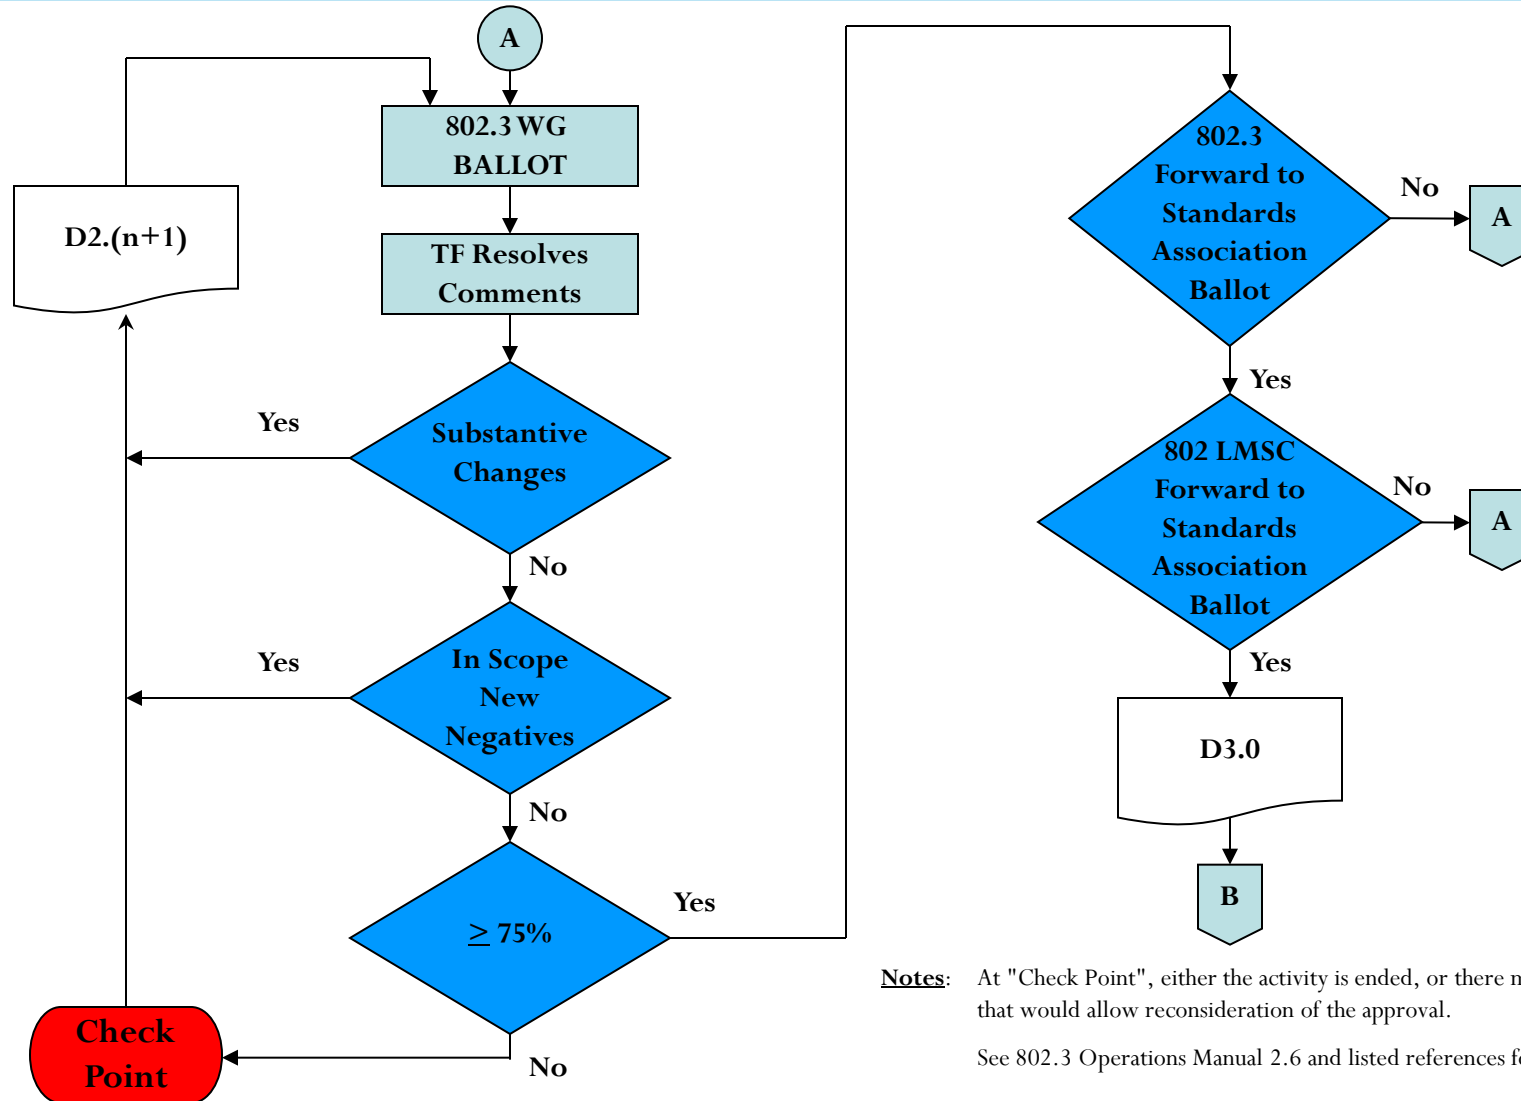 A
802.3 WG
BALLOT
D2.(n+1)
TF Resolves
Comments
Substantive
Changes
Yes
No
In Scope
New
Negatives
Yes
No
≥ 75%
Yes
No
Check
Point
802.3
Forward to
Standards
Association
Ballot
No
A
Yes
802 LMSC
Forward to
Standards
Association
Ballot
No
A
Yes
D3.0
B
Notes: At "Check Point", either the activity is ended, or there
that would allow reconsideration of the approval.
See 802.3 Operations Manual 2.6 and listed references